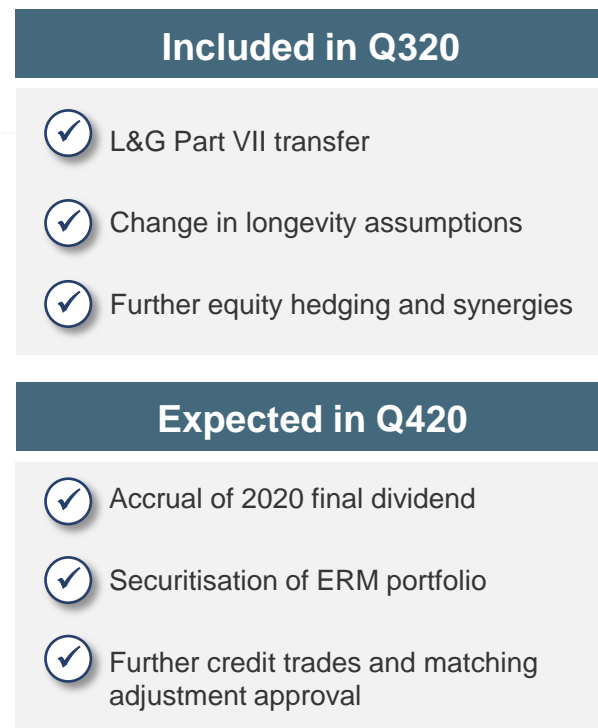 Included in Q320
L&G Part VII transfer
Change in longevity assumptions
Further equity hedging and synergies
Expected in Q420
Accrual of 2020 final dividend
Securitisation of ERM portfolio
Further credit trades and matching
adjustment approval